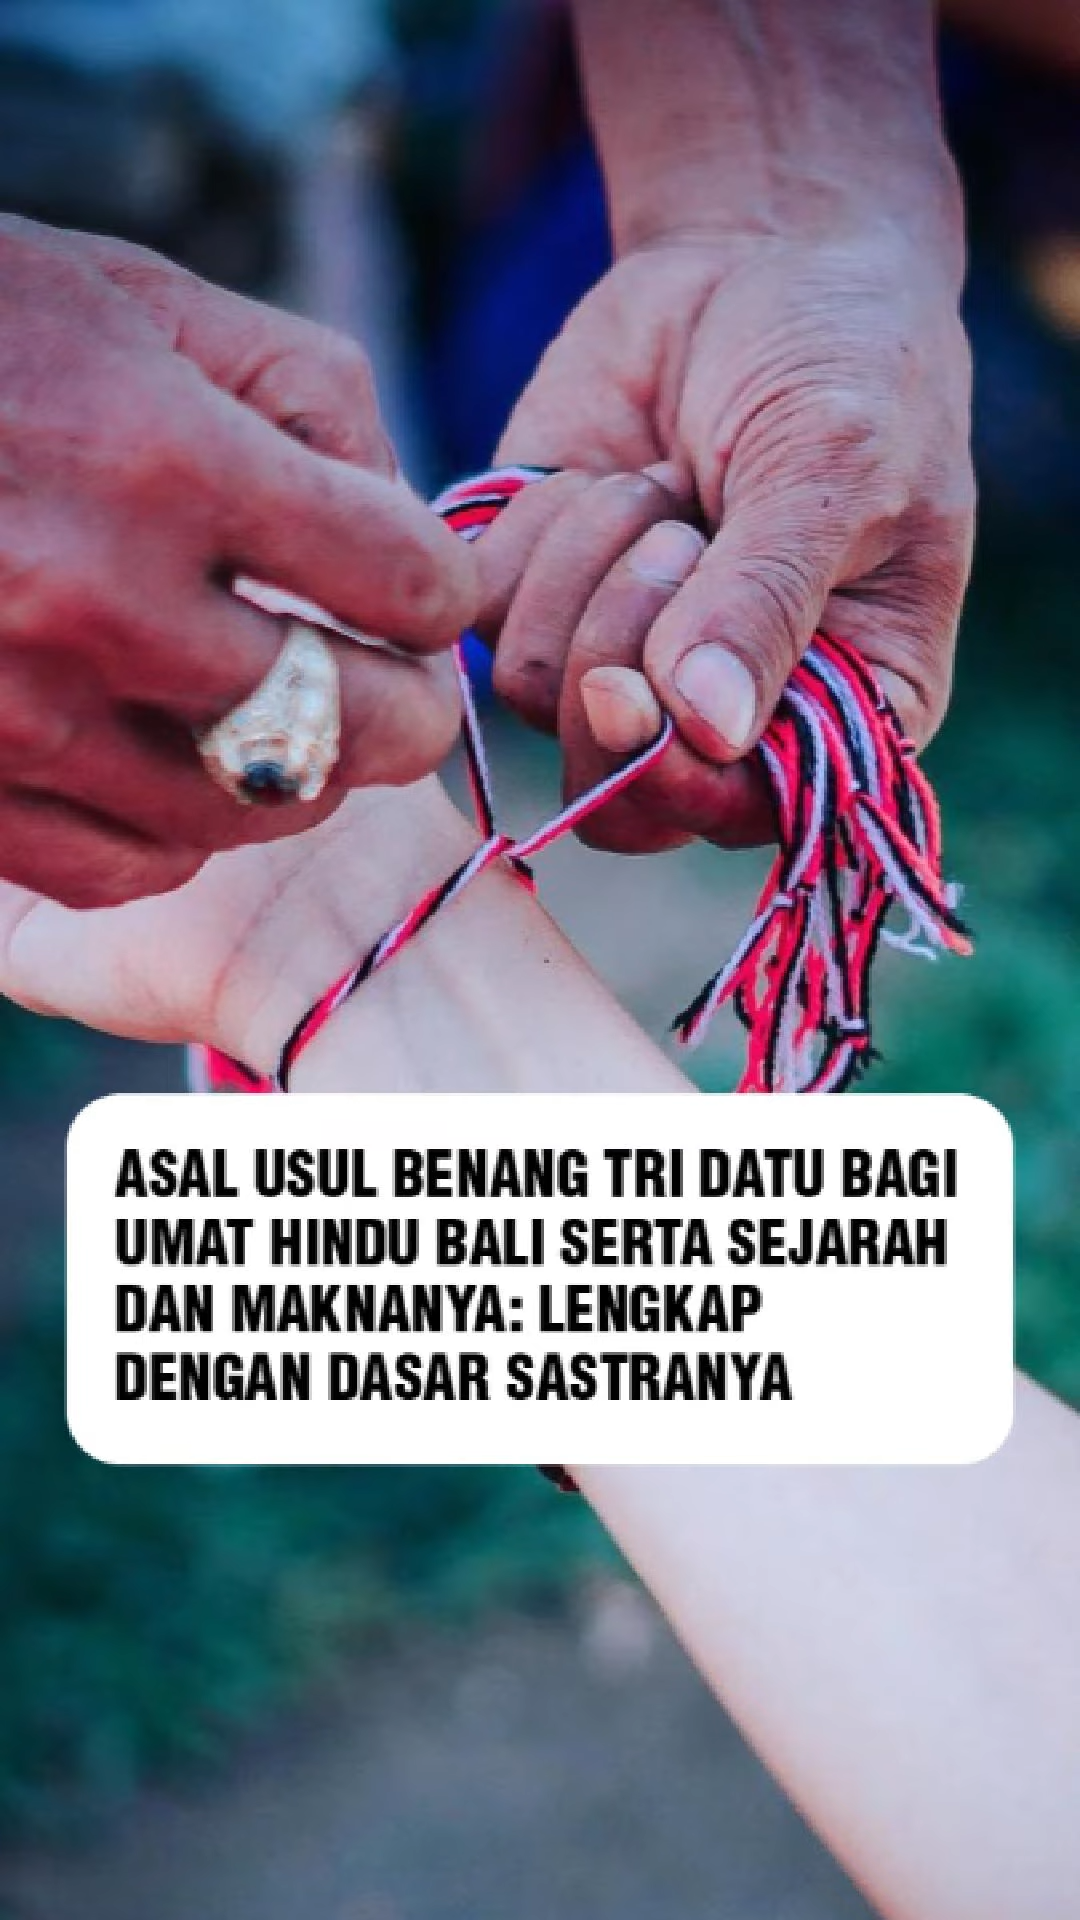 ASAL USUL BENANG TRI DATU BAGI
UMAT HINDU BALI SERTA SEJARAH
DAN MAKNANYA: LENGKAP
DENGAN DASAR SASTRANYA